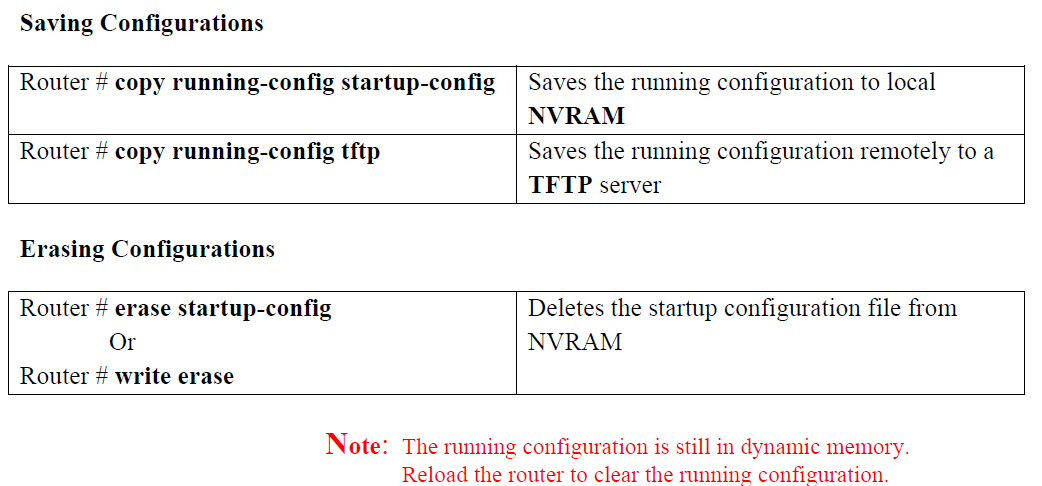 Saving Configurations
Router # copy running-config startup-config
Saves the running configuration to local
NVRAM
Router # copy running-config tftp
Saves the running configuration remotely to a
TFTP server
Erasing Configurations
Router # erase startup-config
Or
Router # write erase
Deletes the startup configuration file from
NVRAM
Note: The running configuration is still in dynamic memory.
Reload the router to clear the running configuration.